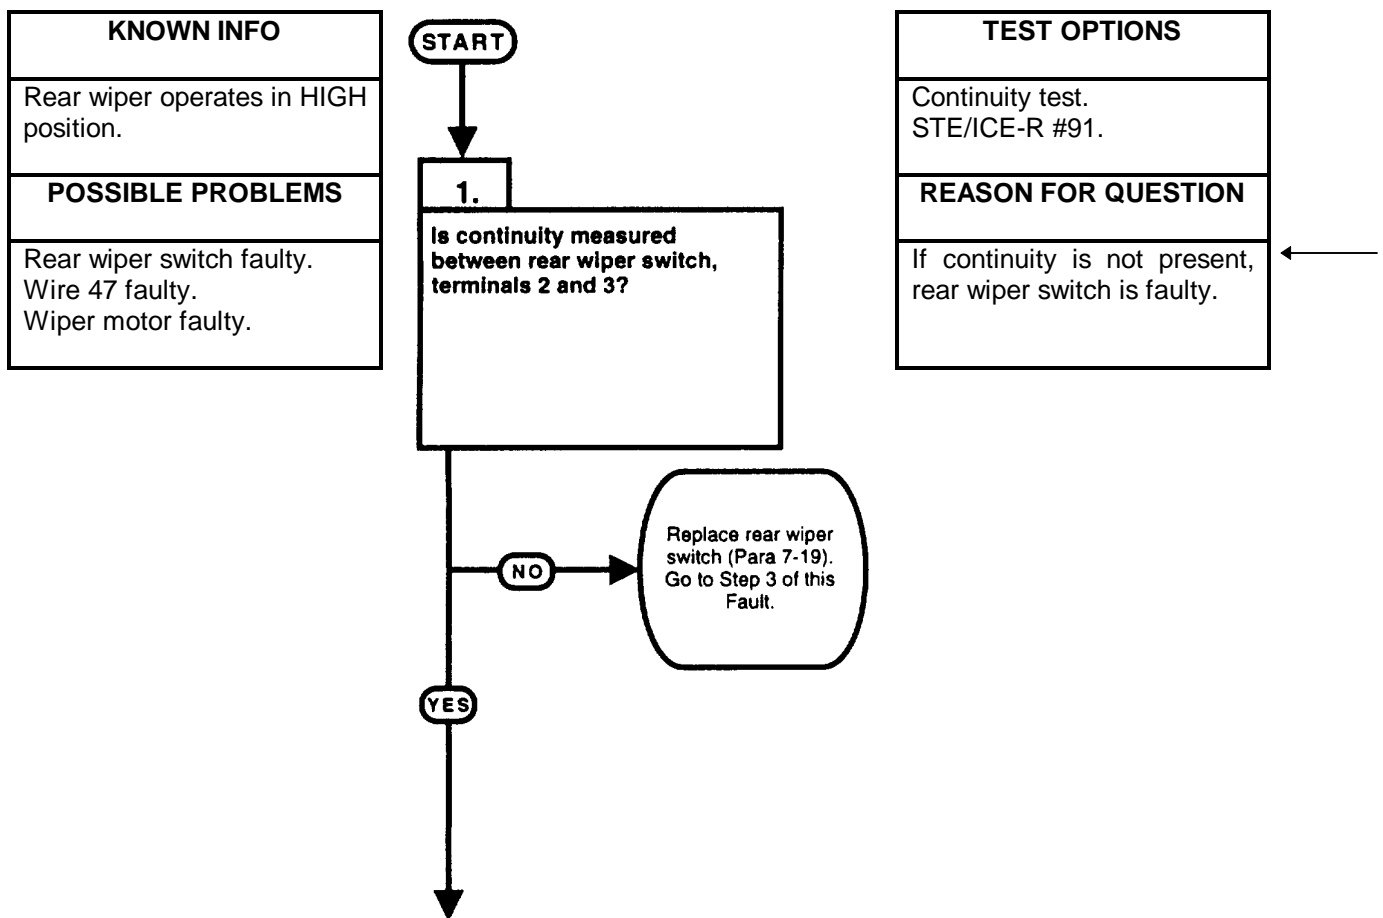 KNOWN INFO
Rear wiper operates in HIGH
position.
POSSIBLE PROBLEMS
Rear wiper switch faulty.
Wire 47 faulty.
Wiper motor faulty.
START
1.
Is continuity measured
between rear wiper switch,
terminals 2 and 3?
NO
Replace rear wiper
switch (Para 7-19).
Go to Step 3 of this
Fault.
YES
TEST OPTIONS
Continuity test.
STE/ICE-R #91.
REASON FOR QUESTION
If continuity is not present,
rear wiper switch is faulty.